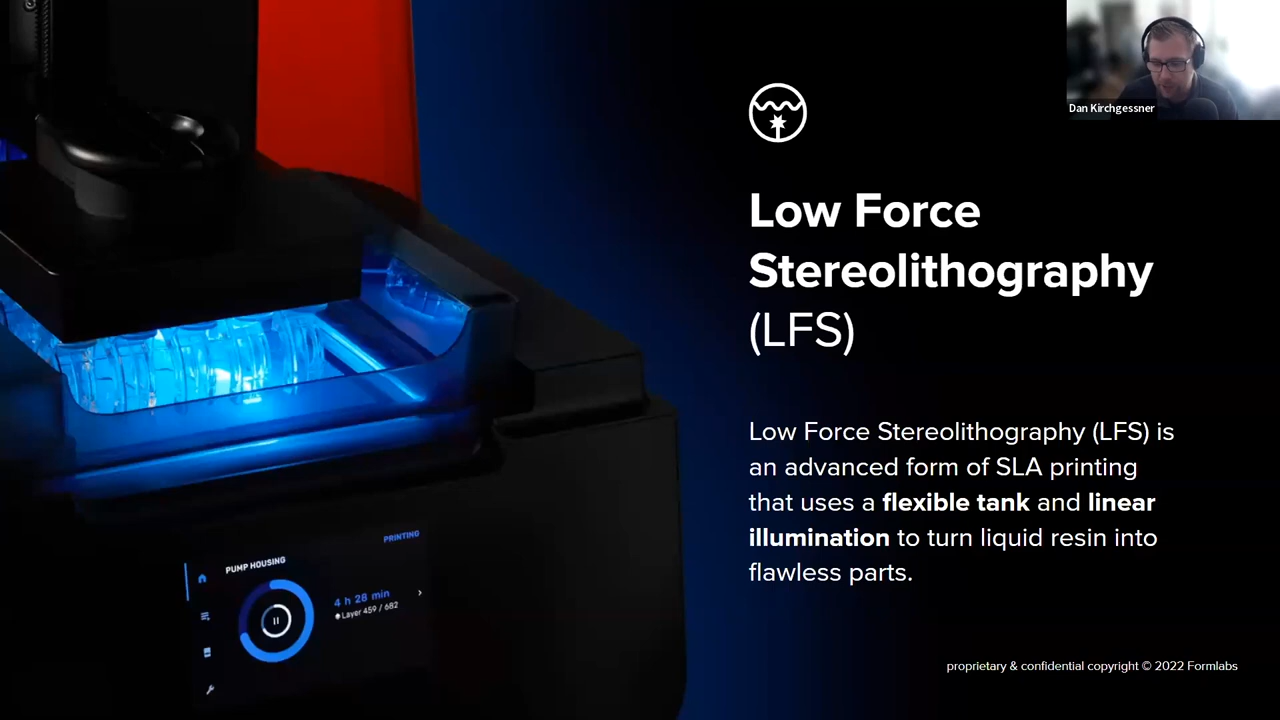 Dan Kirchgessner
Low Force
Stereolithography
(LFS)
Low Force Stereolithography (LFS) is
an advanced form of SLA printing
that uses a flexible tank and linear
illumination to turn liquid resin into
flawless parts.
PRINTING
PUMP HOUSING
4 h 28 min
Layer 459 / 682
proprietary & confidential copyright © 2022 Formlabs